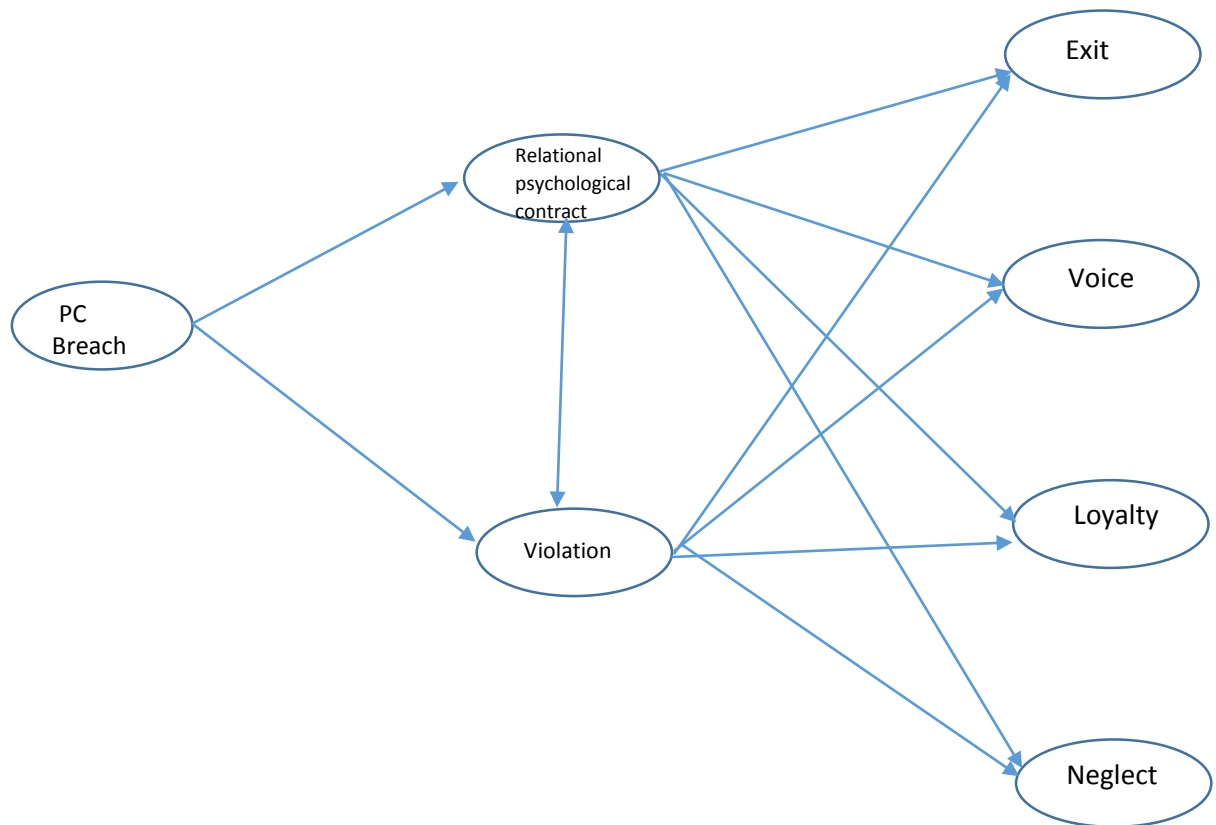 Exit
Relational
psychological
contract
Voice
PC
Breach
Loyalty
Violation
Neglect